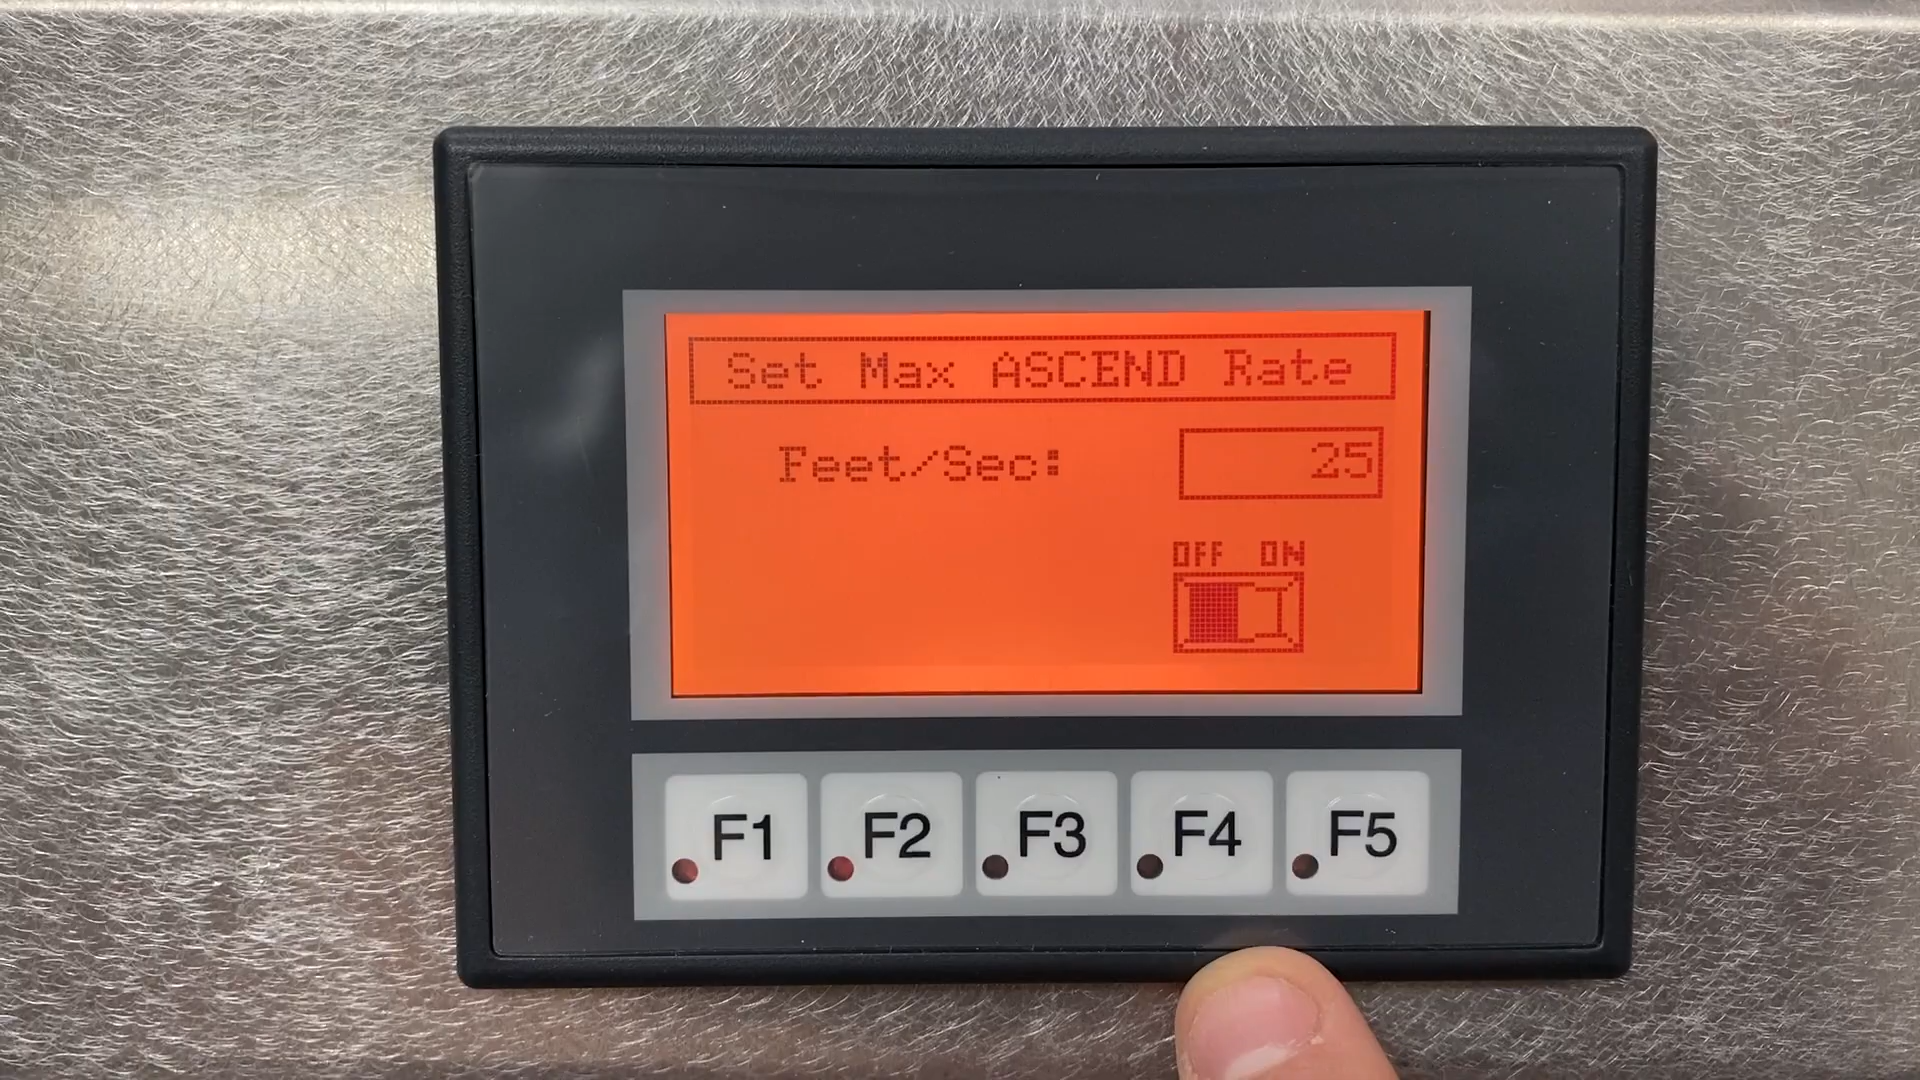 Set Max ASCEND Rate
Feet/Sec: 25
OFF ON
F1 F2 F3 F4 F5